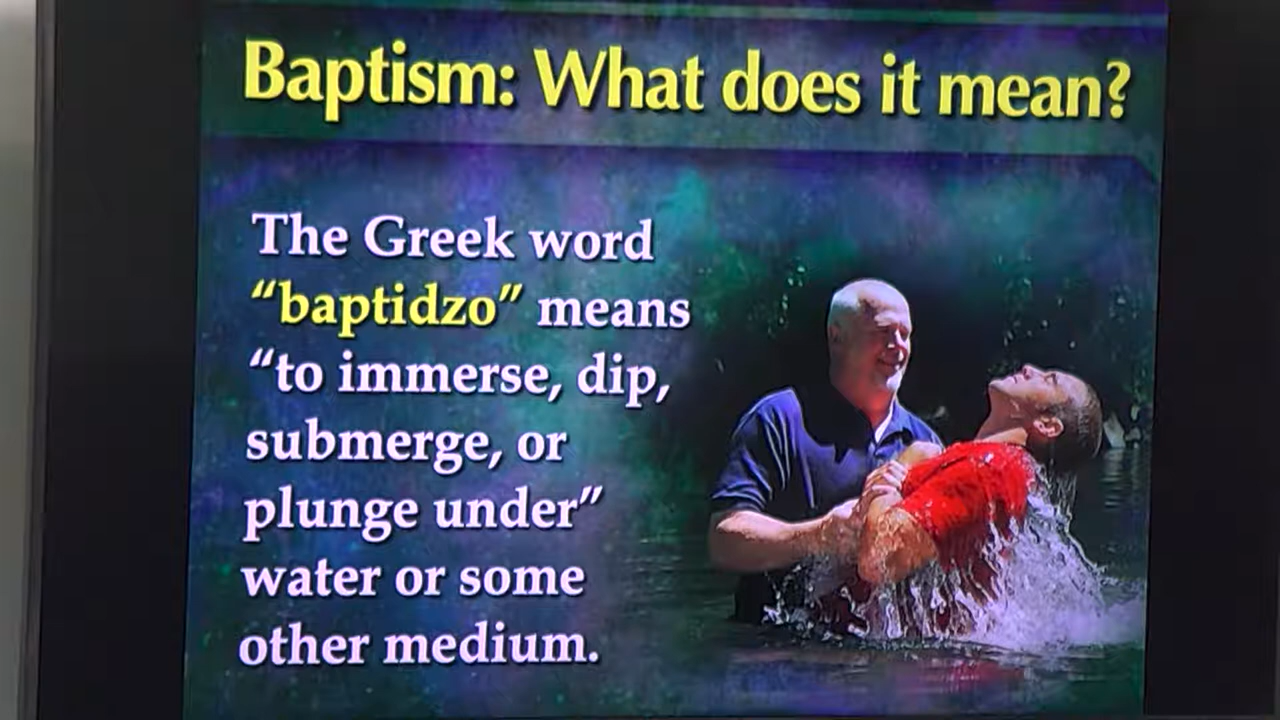 Baptism: What does it mean?
The Greek word
“baptidzo” means
“to immerse, dip,
submerge, or
plunge under”
water or some
other medium.